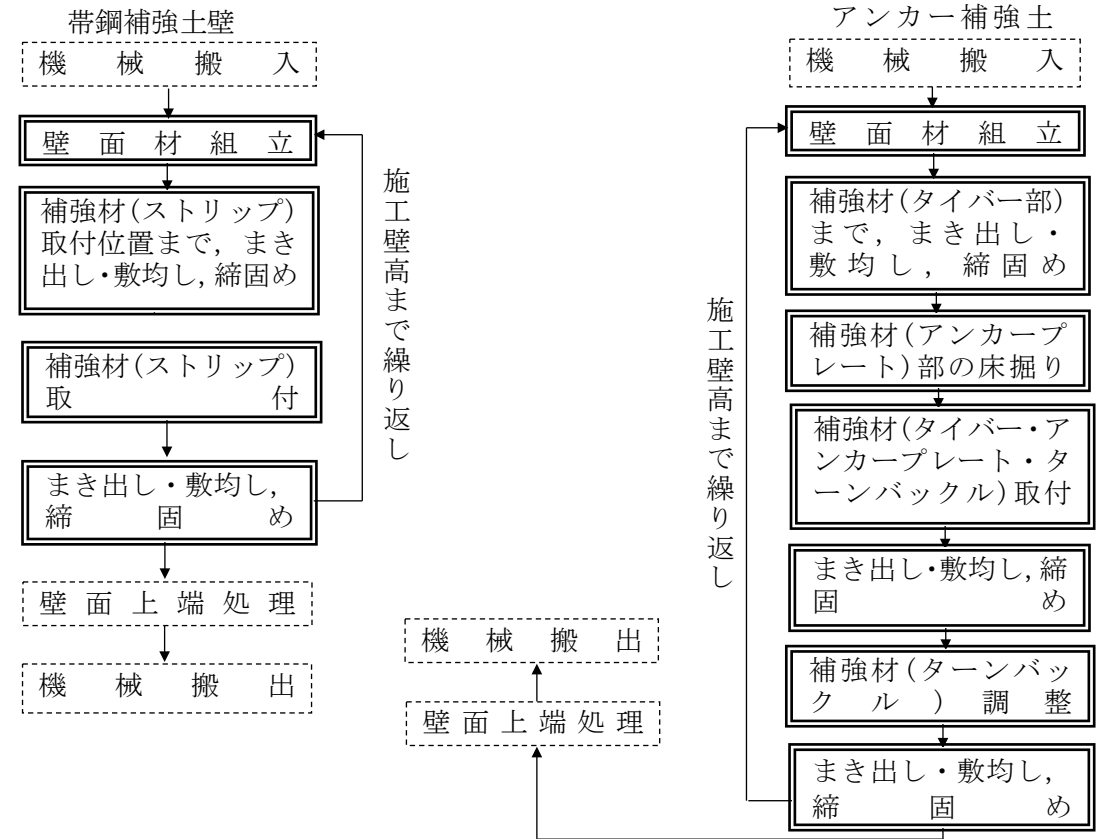 帯鋼補強土壁
機械搬入
壁面材組立
補強材(ストリップ)
取付位置まで, まき
出し・敷均し, 締固め
補強材(ストリップ)
取付
まき出し・敷均し,
締固め
壁面上端処理
機械搬出
施工壁高まで繰り返し
アンカー補強土
機械搬入
壁面材組立
補強材(タイバー部)
まで, まき出し・
敷均し, 締固め
補強材(アンカープ
レート)部の床掘り
補強材(タイバー・ア
ンカープレート・タ
ーンバックル)取付
まき出し・敷均し, 締
固め
補強材(ターンバッ
クル)調整
まき出し・敷均し,
締固め
施工壁高まで繰り返し
壁面上端処理
機械搬出